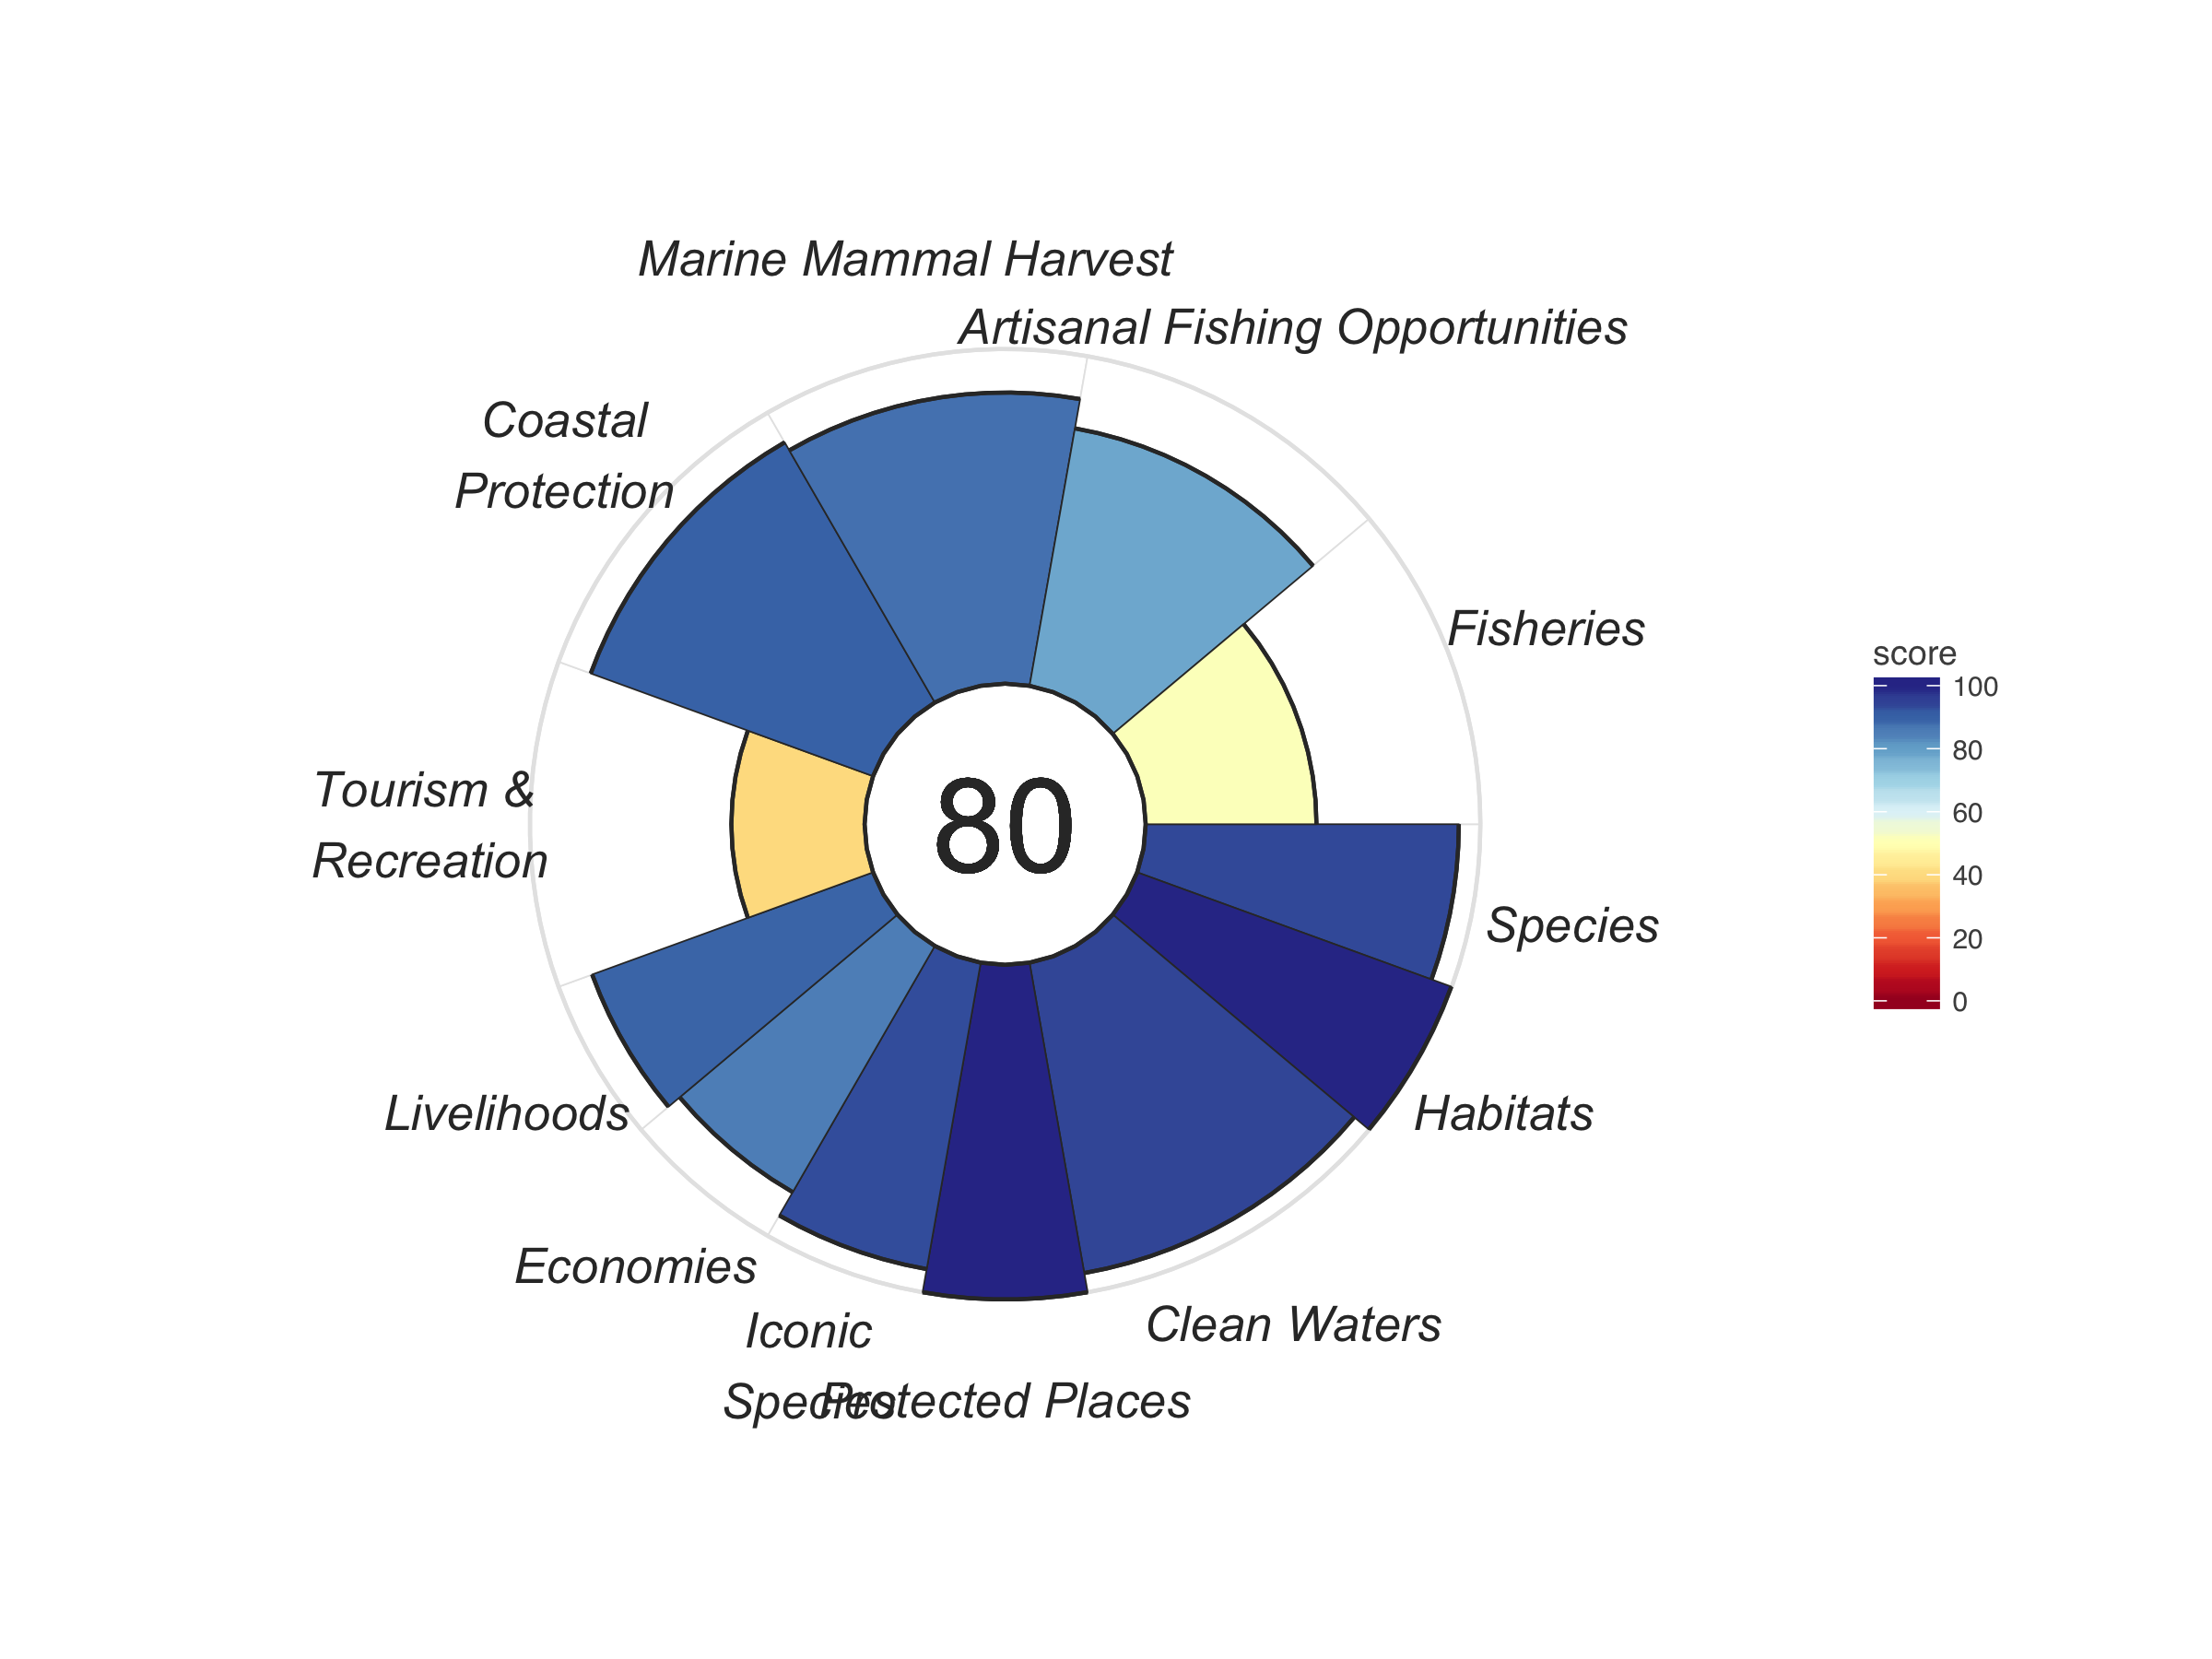 Marine Mammal Harvest
Artisanal Fishing Opportunities
Coastal
Protection
Fisheries
Tourism &
Recreation
80
Species
Livelihoods
Habitats
Economies
Iconic
Species
Protected Places
Clean Waters
score
100
80
60
40
20
0